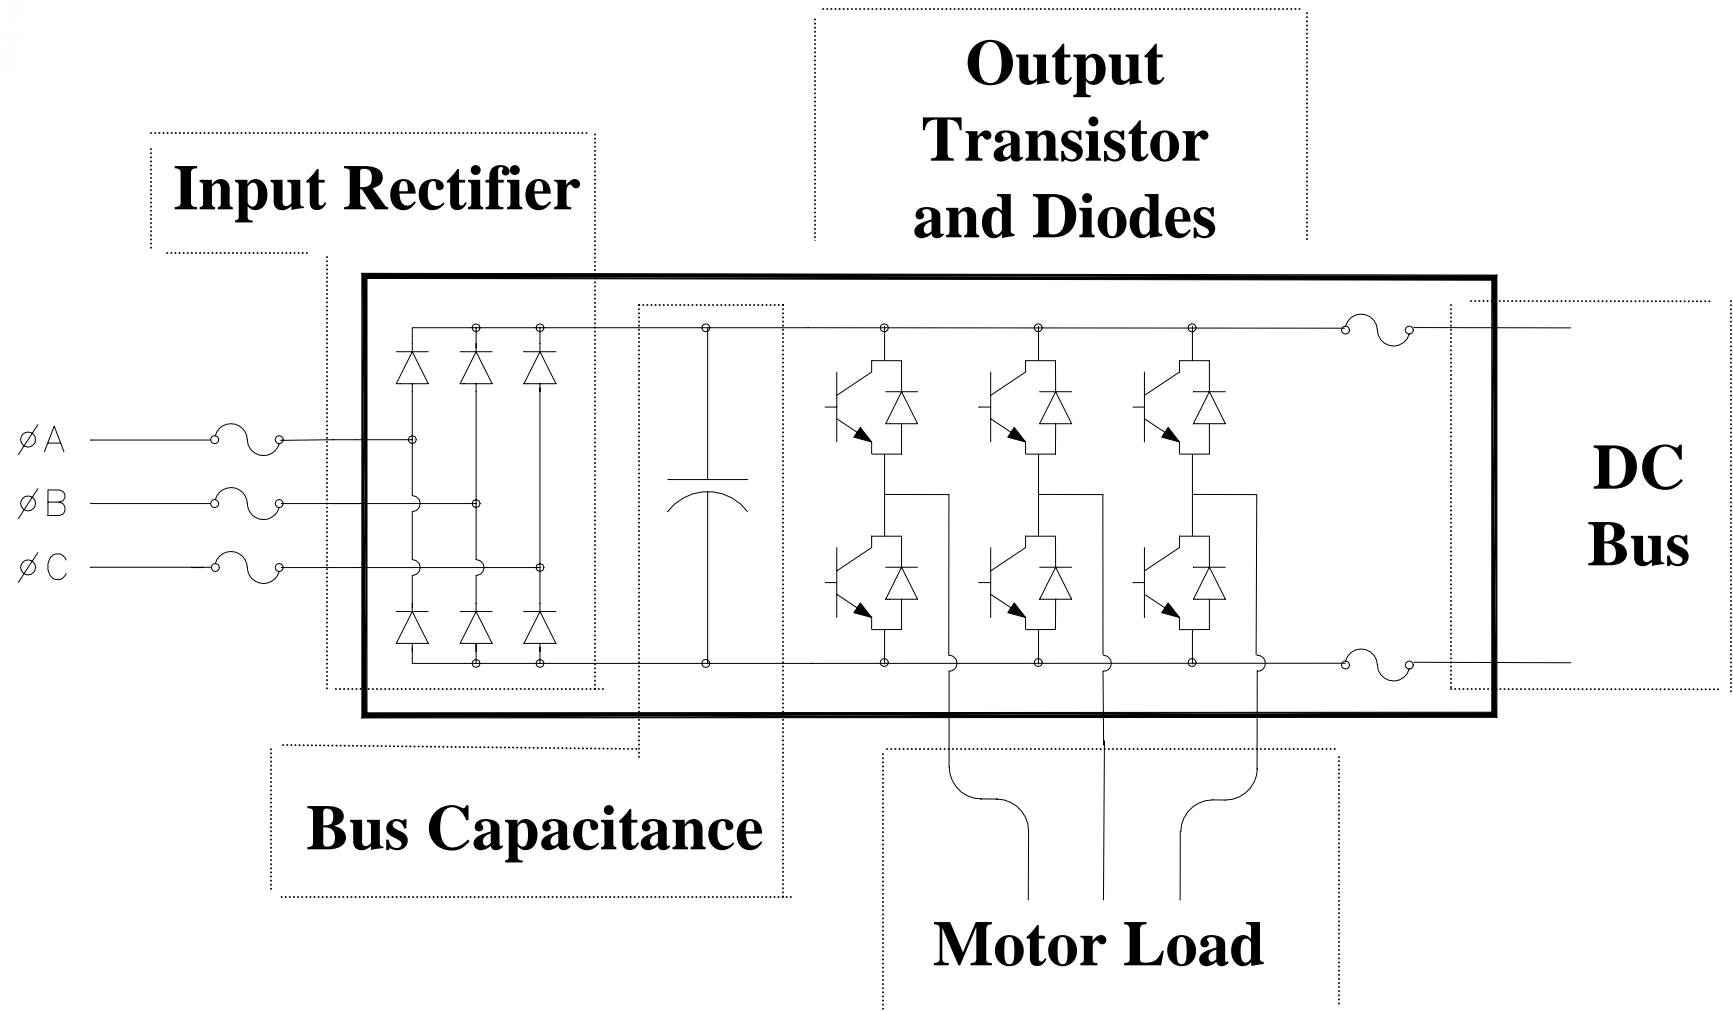 Output
Transistor
and Diodes
Input Rectifier
øA
øB
øC
DC
Bus
Bus Capacitance
Motor Load